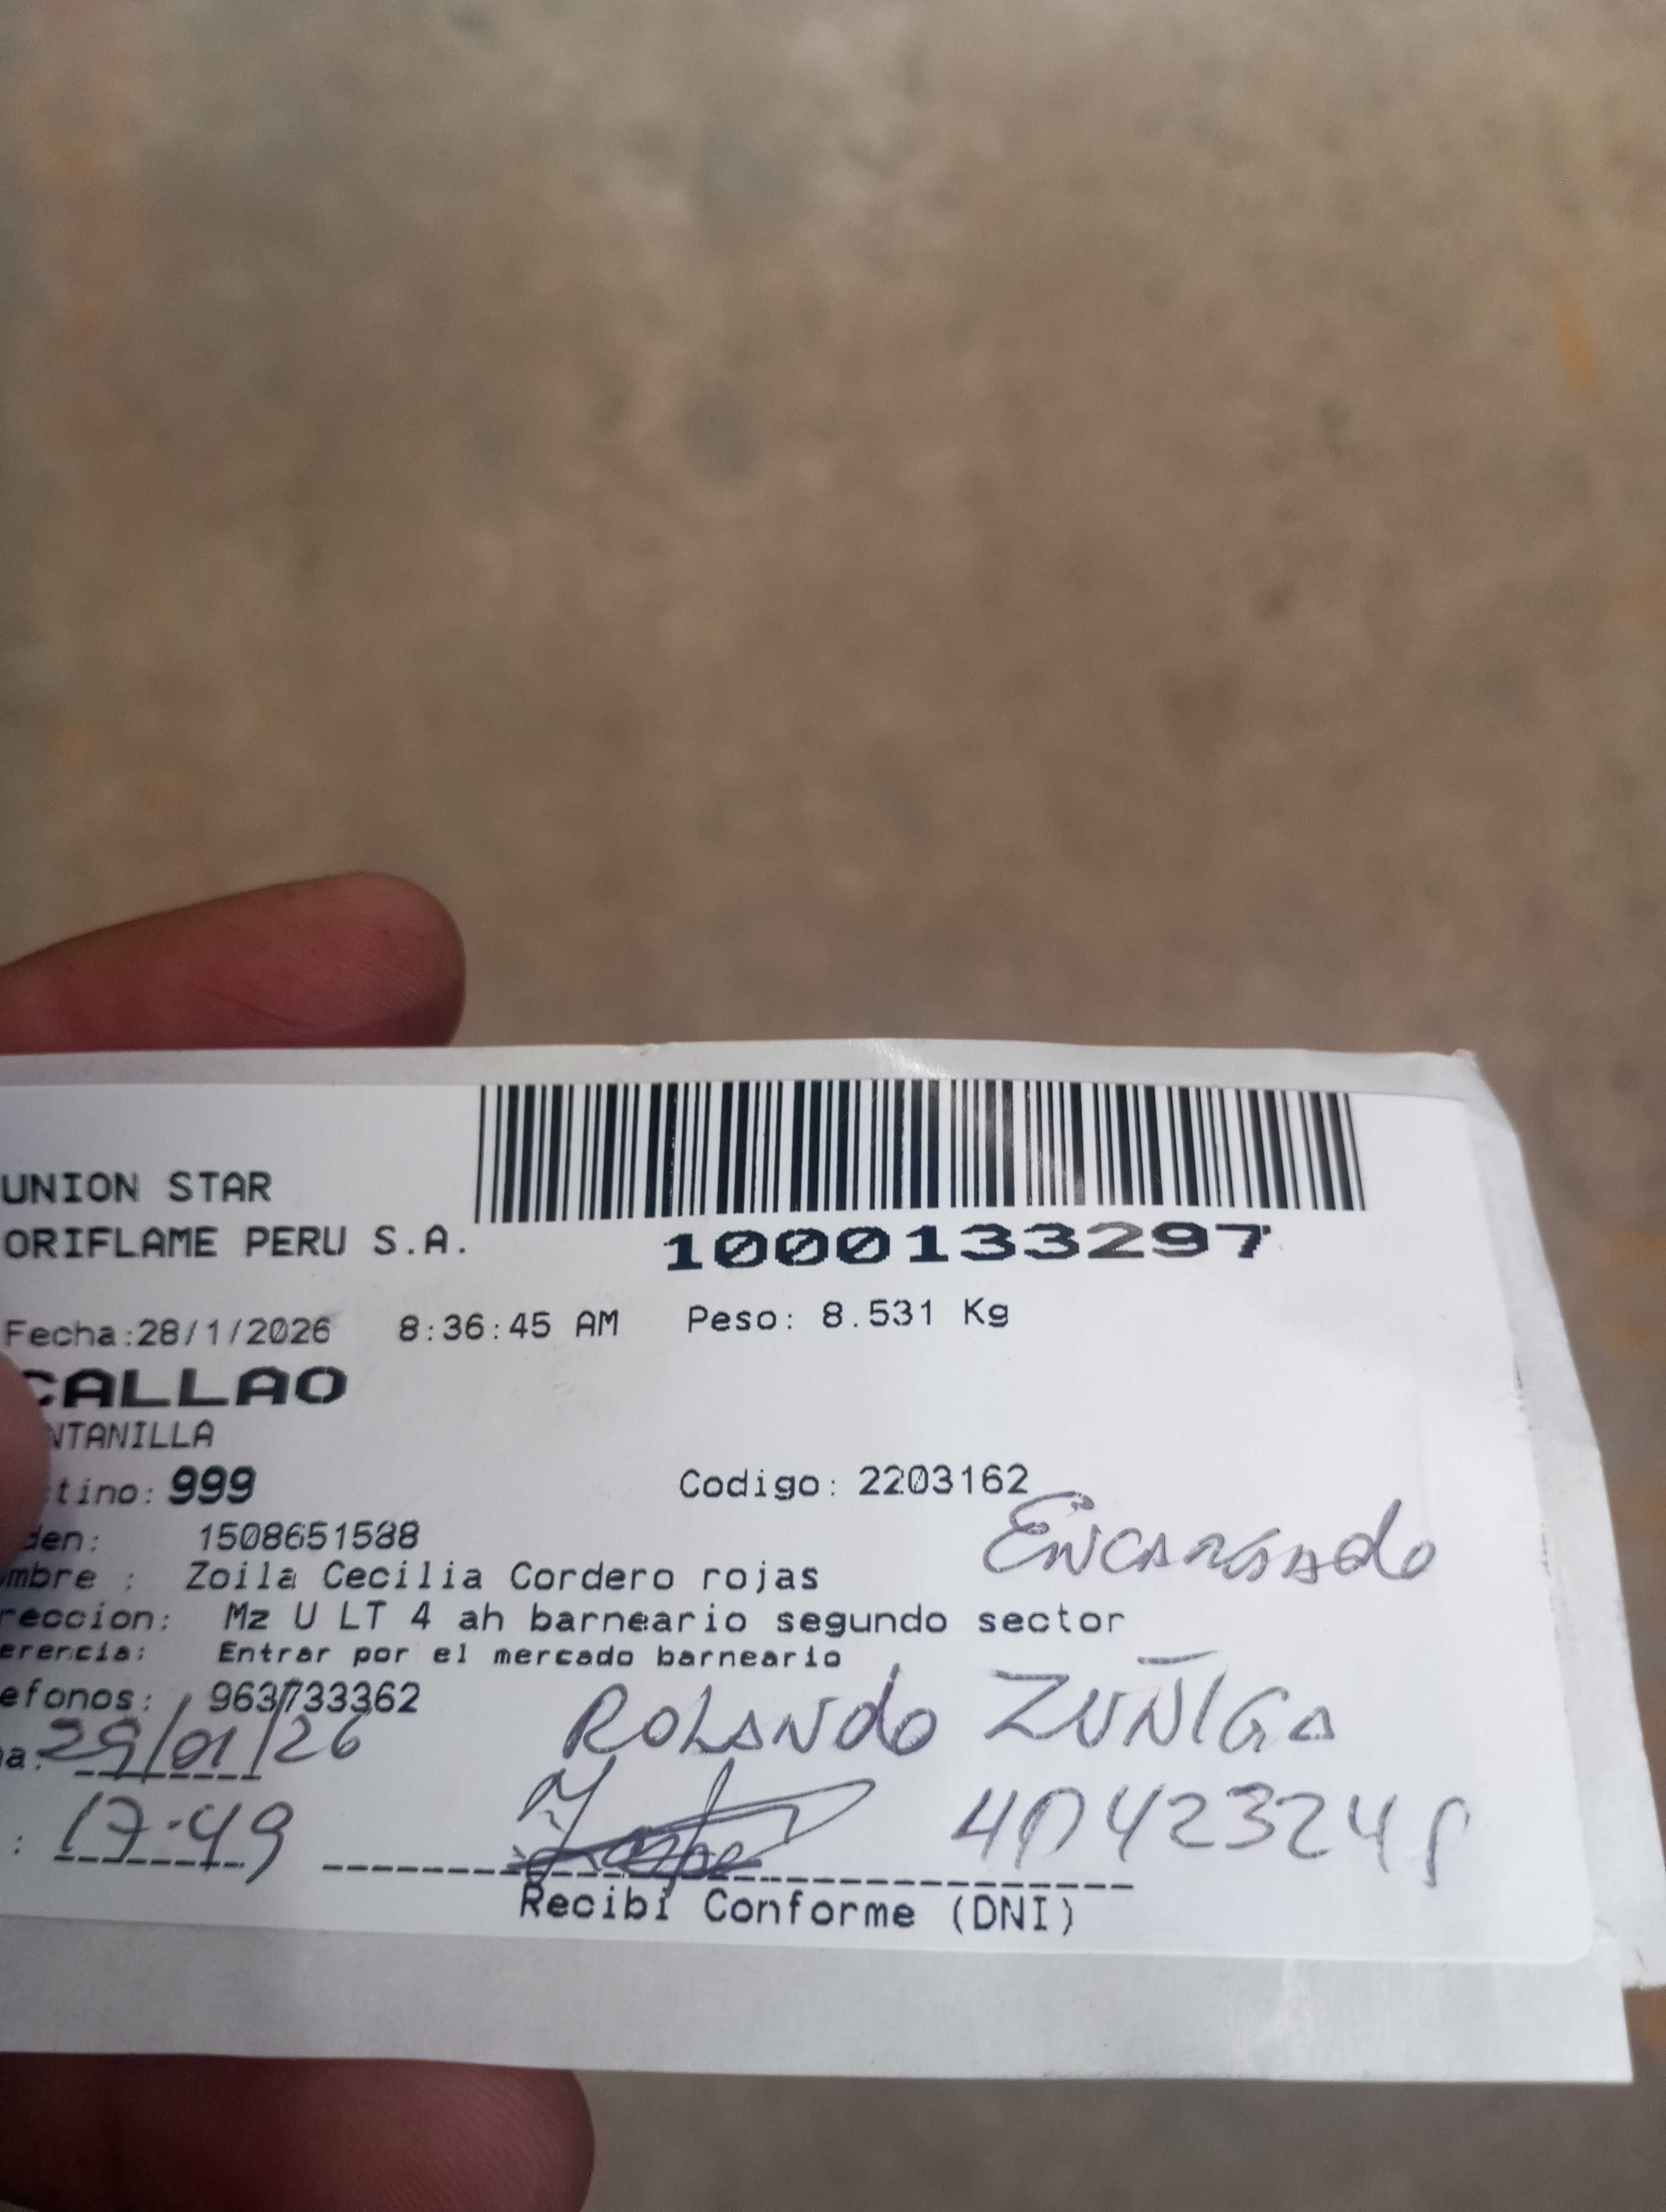 UNION STAR
ORIFLAME PERU S.A.
1000133297
Fecha:28/1/2026 8:36:45 AM Peso: 8.531 Kg
CALLAO
NTANILLA
tino: 999 Codigo: 2203162
Encargado
den: 1508651588
mbre : Zoila Cecilia Cordero rojas
reccion: Mz U LT 4 ah barneario segundo sector
erencia: Entrar por el mercado barneario
efonos: 963733362
ROLANDO ZUÑIGA
a: 29/01/26
: 17-49
Recibí Conforme (DNI)